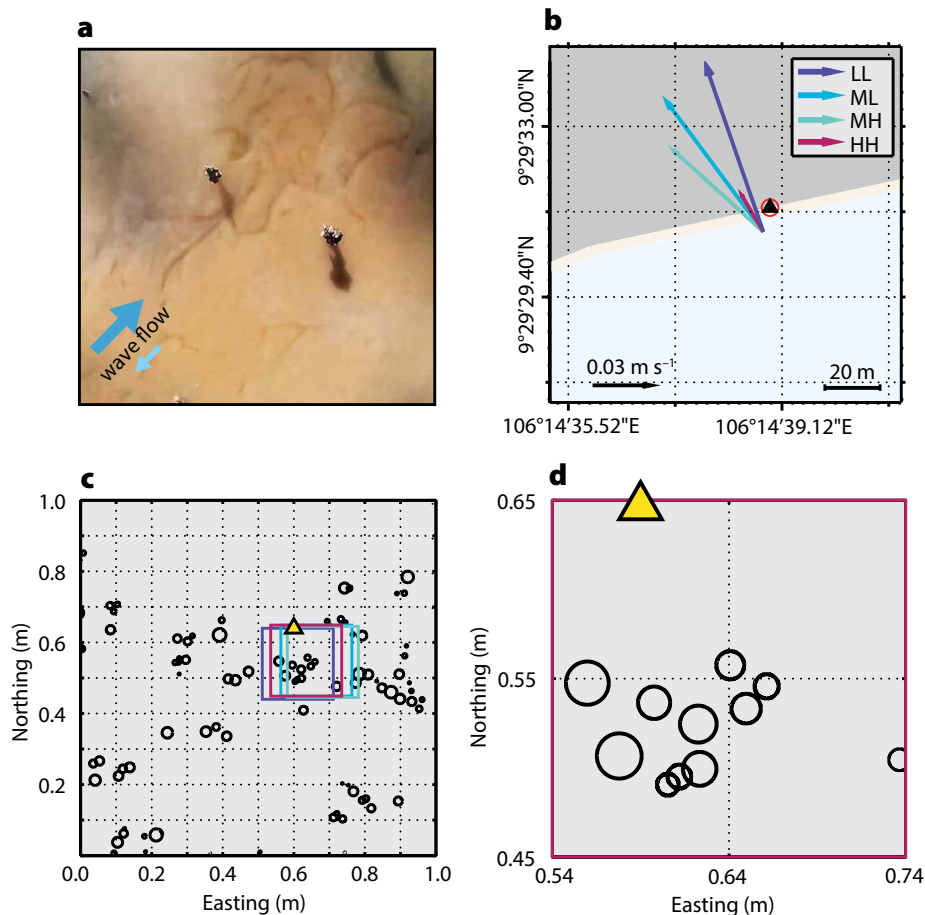 a
wave flow
b
LL
ML
MH
HH
9°29'33.00"N
9°29'29.40"N
0.03 m s⁻¹
20 m
106°14'35.52"E
106°14'39.12"E
c
1.0
0.8
0.6
0.4
0.2
0.0
0.2
0.4
0.6
0.8
1.0
Northing (m)
Easting (m)
d
0.65
0.55
0.45
0.54
0.64
0.74
Northing (m)
Easting (m)